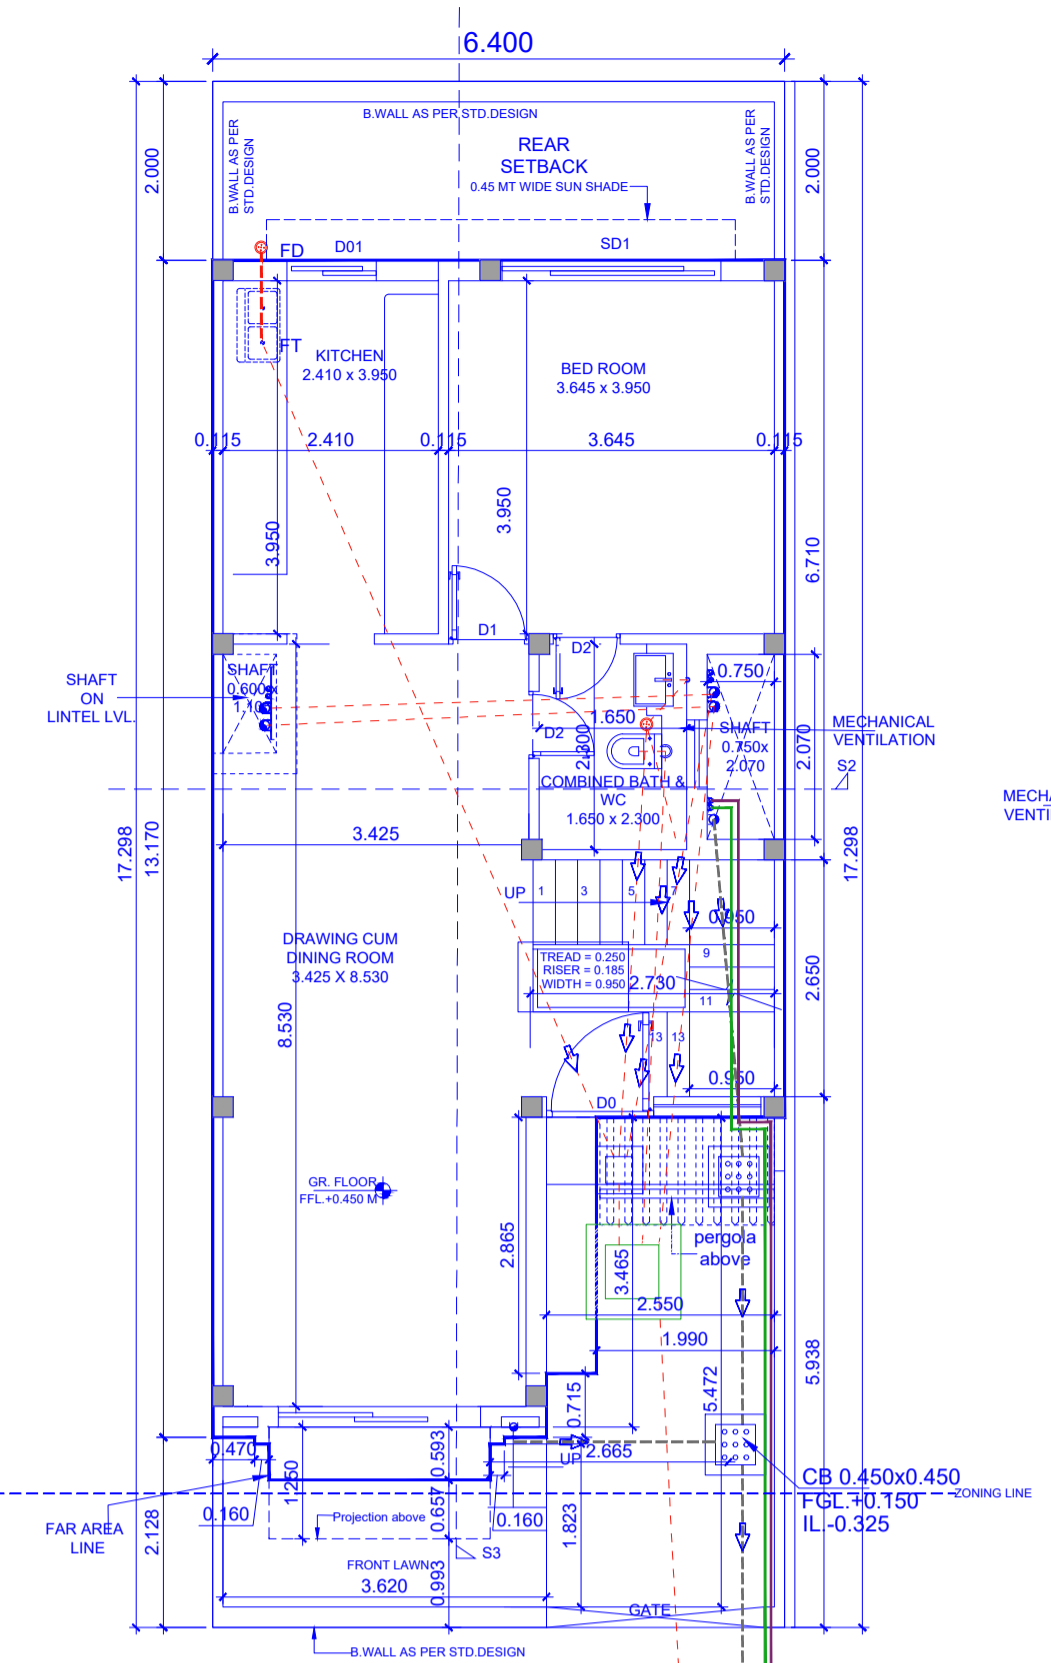 6.400
B.WALL AS PER STD.DESIGN
B.WALL AS PER
STD.DESIGN
B.WALL AS PER
STD.DESIGN
REAR
SETBACK
0.45 MT WIDE SUN SHADE
2.000
2.000
FD
D01
SD1
FT
KITCHEN
2.410 x 3.950
BED ROOM
3.645 x 3.950
0.115
2.410
0.115
3.645
0.115
3.950
3.950
6.710
D1
D2
SHAFT
ON
LINTEL LVL.
SHAFT
0.600x
0.750
1.650
D2
2.300
SHAFT
0.750x
2.070
2.070
MECHANICAL
VENTILATION
S2
COMBINED BATH &
WC
1.650 x 2.300
3.425
17.298
13.170
17.298
UP
1
3
5
7
0.950
9
DRAWING CUM
DINING ROOM
3.425 X 8.530
TREAD = 0.250
RISER = 0.185
WIDTH = 0.950
2.730
11
2.650
8.530
13
13
0.950
D0
GR. FLOOR
FFL.+0.450 M
2.865
pergola
above
3.465
2.550
1.990
5.938
5.472
0.715
0.470
0.593
2.665
UP
1.250
CB 0.450x0.450
FGL.+0.150
IL.-0.325
ZONING LINE
0.160
0.657
0.160
Projection above
FAR AREA
LINE
2.128
1.823
S3
FRONT LAWN
3.620
0.993
GATE
B.WALL AS PER STD.DESIGN